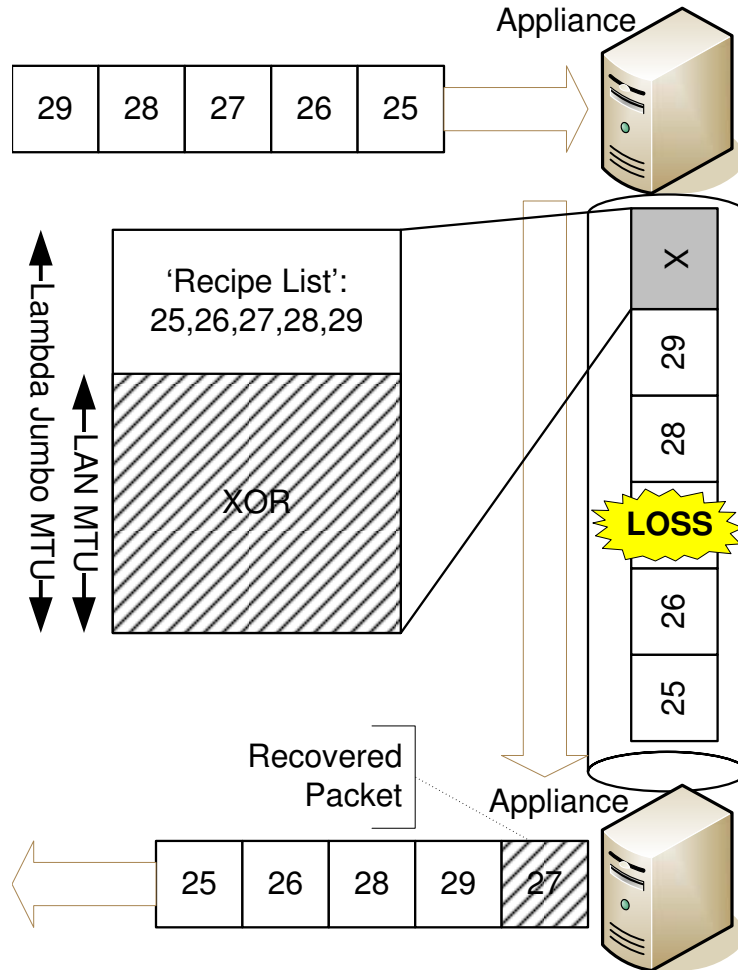 Appliance
29 28 27 26 25
X
29
28
LOSS
26
25
'Recipe List':
25,26,27,28,29
XOR
Lambda Jumbo MTU
LAN MTU
Recovered
Packet
Appliance
25 26 28 29 27